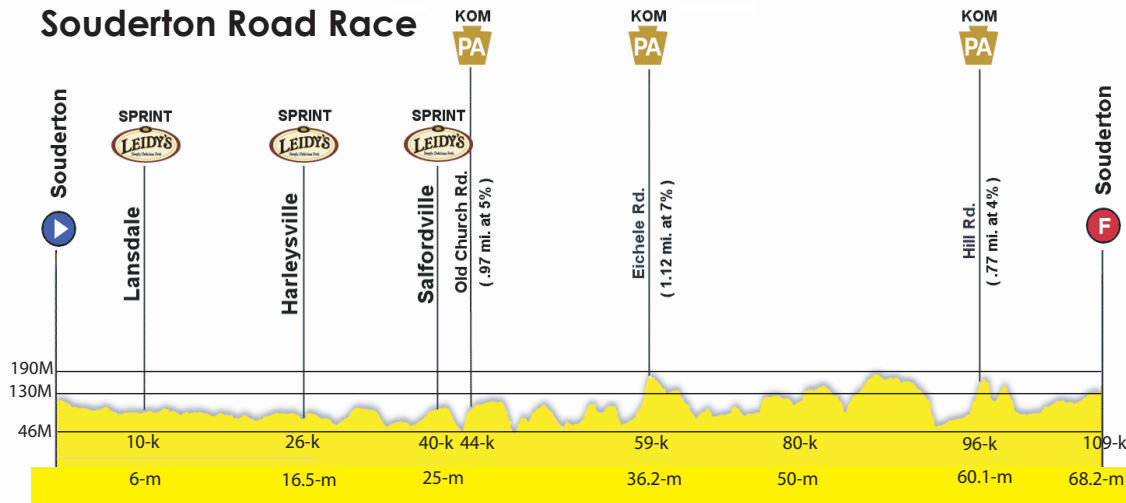 Souderton Road Race
KOM
PA
KOM
PA
KOM
PA
SPRINT
LEIDY'S
SPRINT
LEIDY'S
SPRINT
LEIDY'S
Souderton
Lansdale
Harleysville
Salfordville
Old Church Rd.
( .97 mi. at 5% )
Eichele Rd.
( 1.12 mi. at 7% )
Hill Rd.
( .77 mi. at 4% )
Souderton
F
190M
130M
46M
10-k
26-k
40-k
44-k
59-k
80-k
96-k
109-k
6-m
16.5-m
25-m
36.2-m
50-m
60.1-m
68.2-m